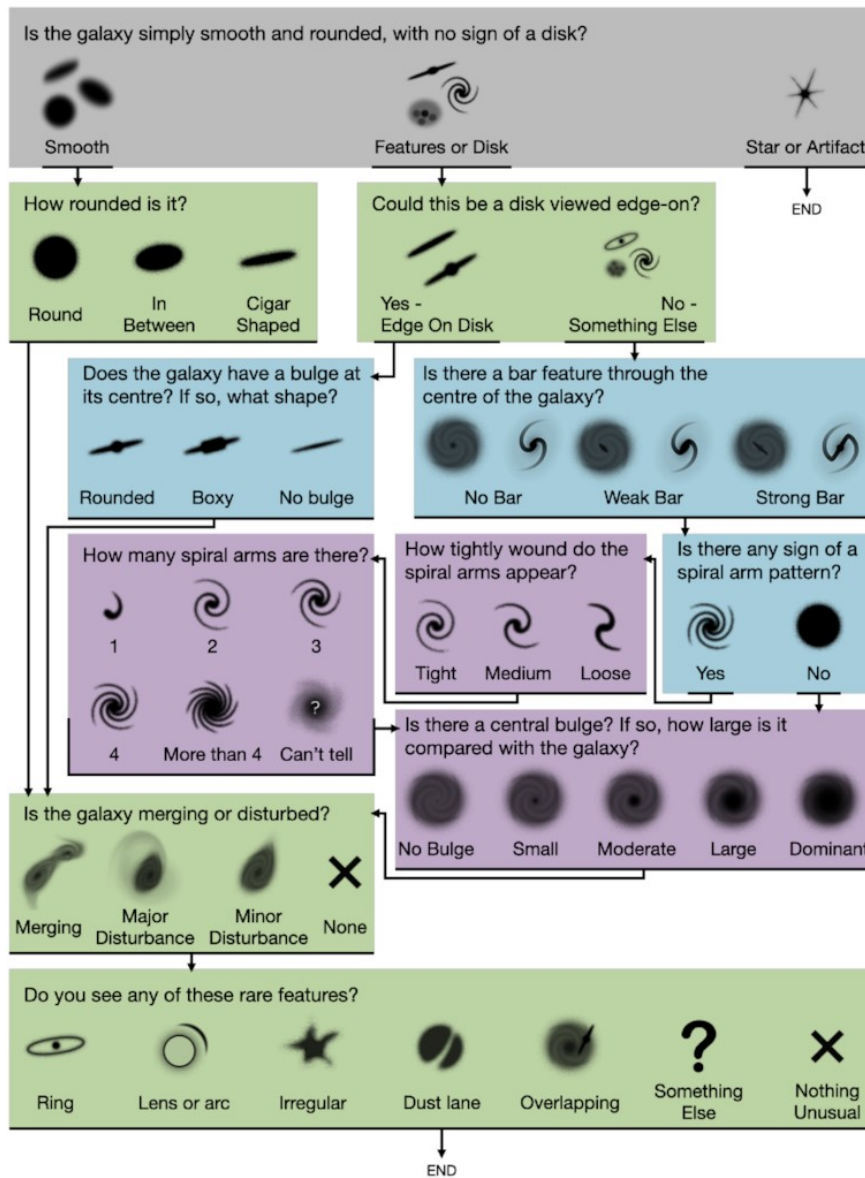 Is the galaxy simply smooth and rounded, with no sign of a disk?
Smooth
Features or Disk
Star or Artifact
END
How rounded is it?
Round
In
Between
Cigar
Shaped
Could this be a disk viewed edge-on?
Yes -
Edge On Disk
No -
Something Else
Does the galaxy have a bulge at
its centre? If so, what shape?
Rounded
Boxy
No bulge
Is there a bar feature through the
centre of the galaxy?
No Bar
Weak Bar
Strong Bar
How many spiral arms are there?
1
2
3
4
More than 4
?
Can't tell
How tightly wound do the
spiral arms appear?
Tight
Medium
Loose
Is there any sign of a
spiral arm pattern?
Yes
No
Is there a central bulge? If so, how large is it
compared with the galaxy?
No Bulge
Small
Moderate
Large
Dominant
Is the galaxy merging or disturbed?
Merging
Major
Disturbance
Minor
Disturbance
None
Do you see any of these rare features?
Ring
Lens or arc
Irregular
Dust lane
Overlapping
?
Something
Else
Nothing
Unusual
END